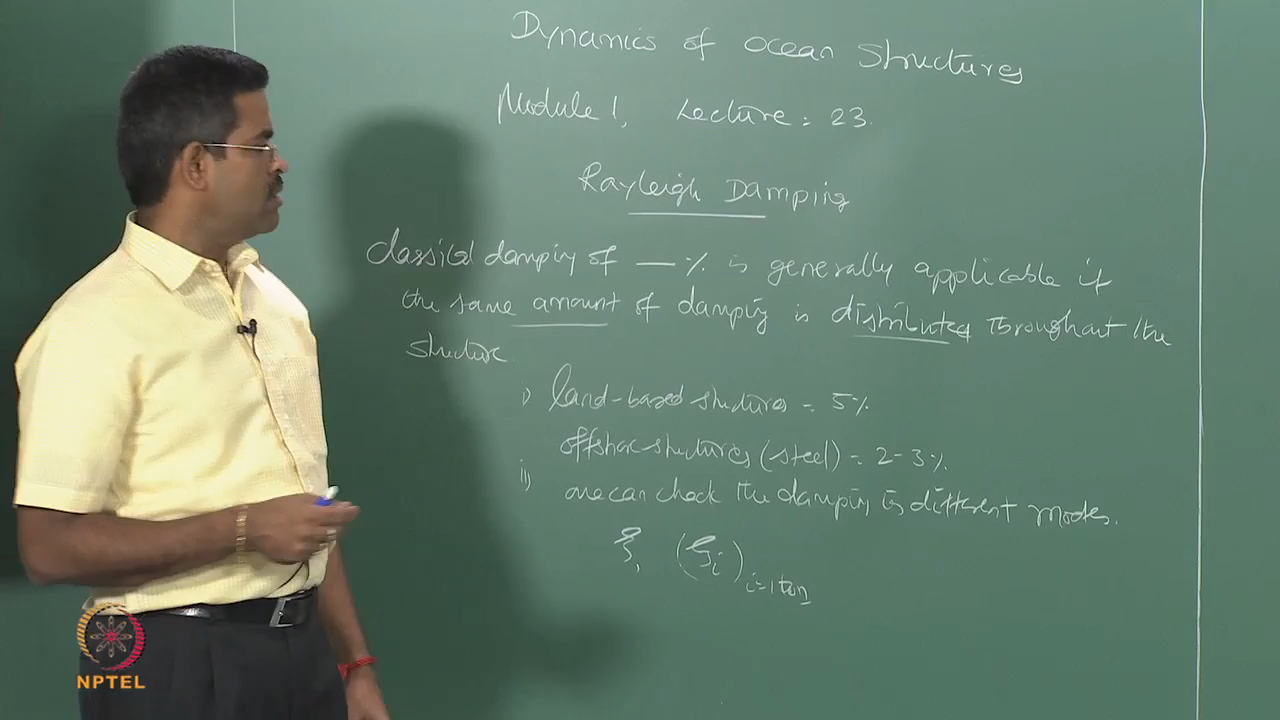 Dynamics of Ocean Structures
Module 1, Lecture: 23.
Rayleigh Damping
Classical damping of — % is generally applicable if
the same amount of damping is distributed throughout the
structure
i) land-based structures = 5%
offshore structures (steel) = 2-3%
ii) one can check the damping in different modes.
ξ, (ξi) i=1 to n
NPTEL